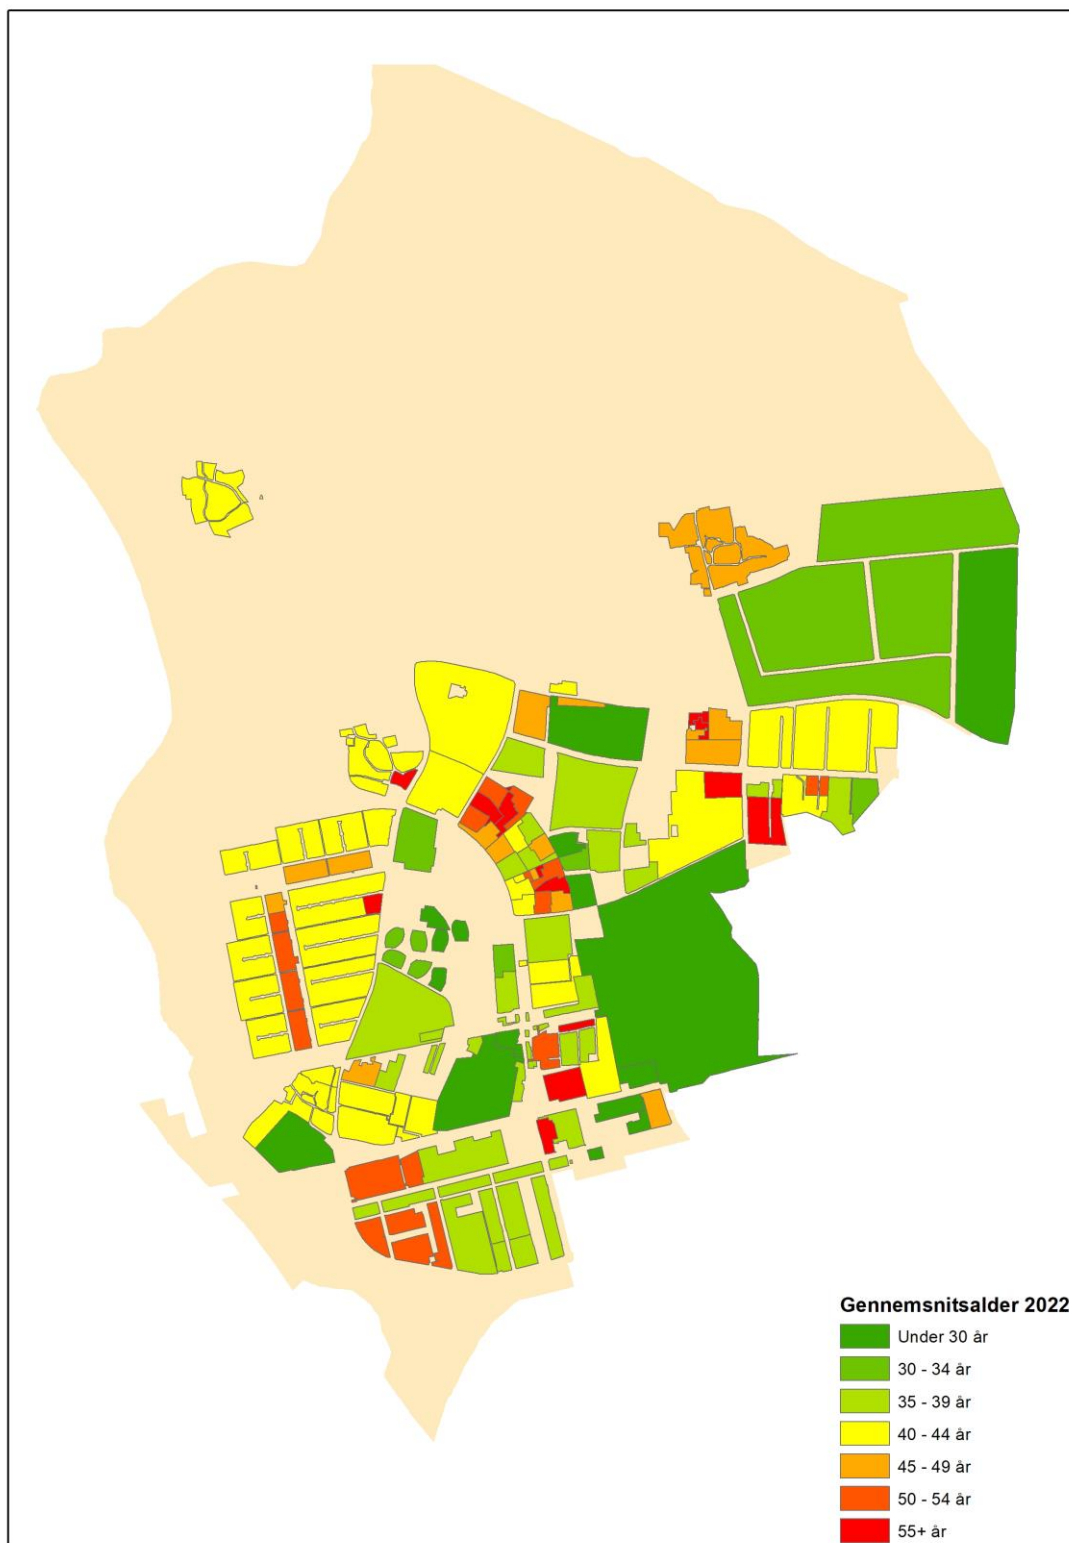 Gennemsnitsalder 2022
Under 30 år
30 - 34 år
35 - 39 år
40 - 44 år
45 - 49 år
50 - 54 år
55+ år